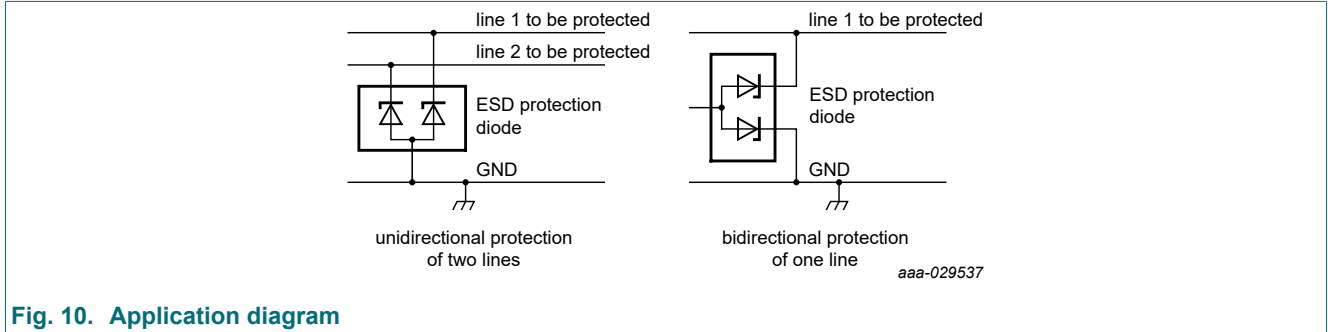 line 1 to be protected
line 2 to be protected
ESD protection
diode
GND
unidirectional protection
of two lines
line 1 to be protected
ESD protection
diode
GND
bidirectional protection
of one line
aaa-029537
Fig. 10. Application diagram